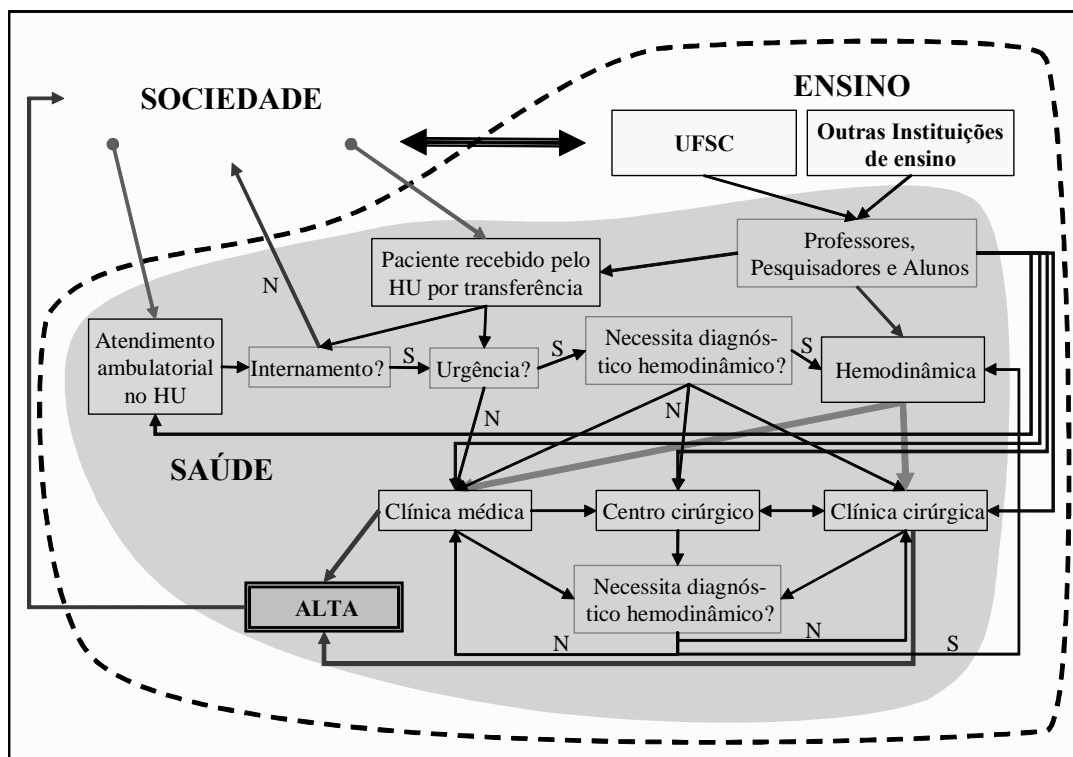 SOCIEDADE
ENSINO
UFSC
Outras Instituições
de ensino
Professores,
Pesquisadores e Alunos
Paciente recebido pelo
HU por transferência
N
Atendimento
ambulatorial
no HU
Internamento?
S
Urgência?
S
Necessita diagnós-
tico hemodinâmico?
S
Hemodinâmica
N
N
SAÚDE
Clínica médica
Centro cirúrgico
Clínica cirúrgica
Necessita diagnós-
tico hemodinâmico?
ALTA
N
N
S